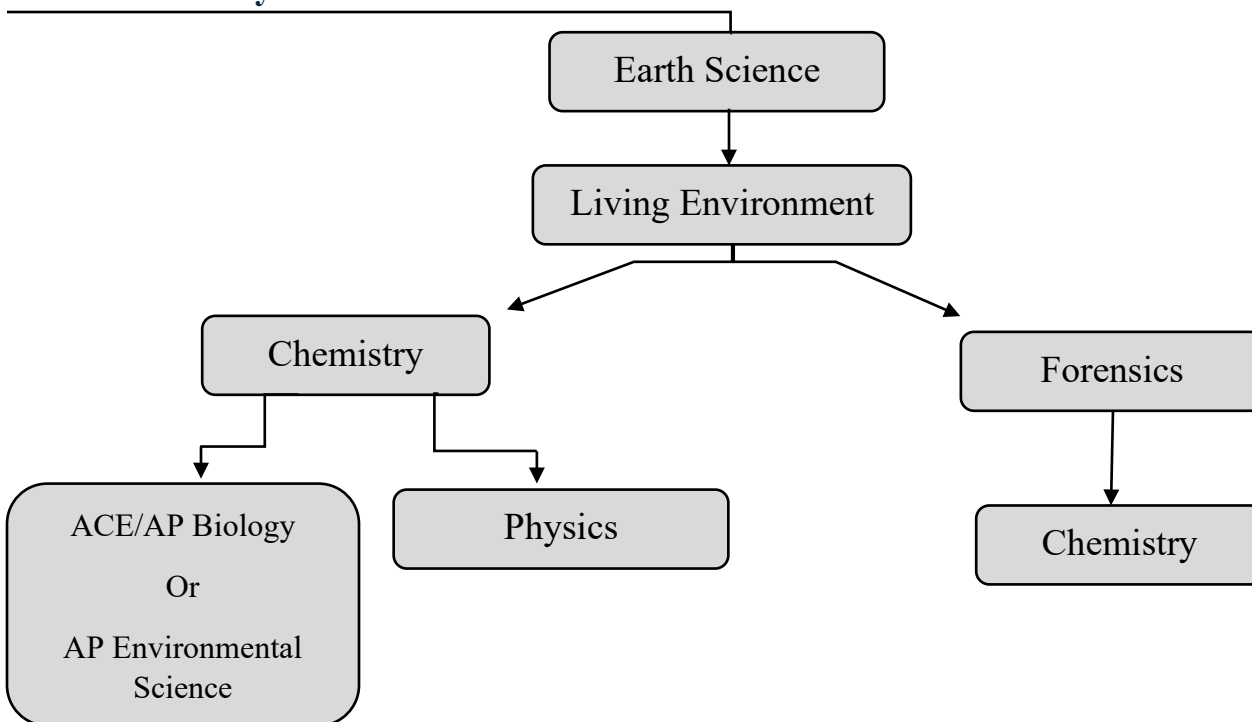 Earth Science
Living Environment
Chemistry
Forensics
ACE/AP Biology
Or
AP Environmental
Science
Physics
Chemistry